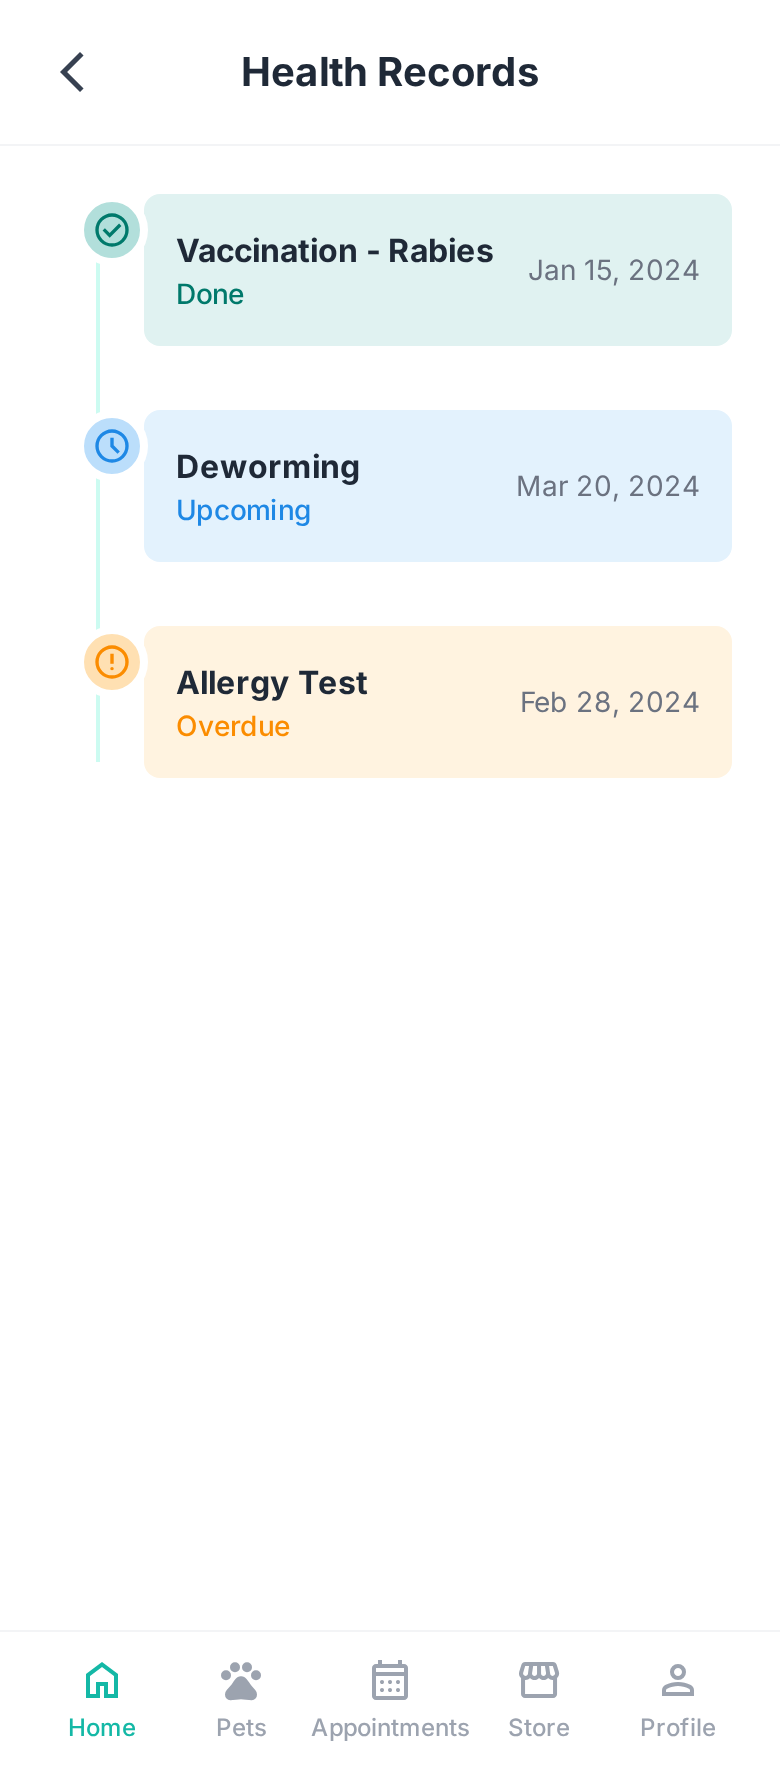 Health Records
Vaccination - Rabies
Done
Jan 15, 2024
Deworming
Upcoming
Mar 20, 2024
Allergy Test
Overdue
Feb 28, 2024
Home
Pets
Appointments
Store
Profile